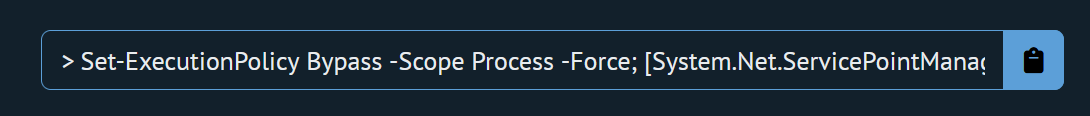 > Set-ExecutionPolicy Bypass -Scope Process -Force; [System.Net.ServicePointManag